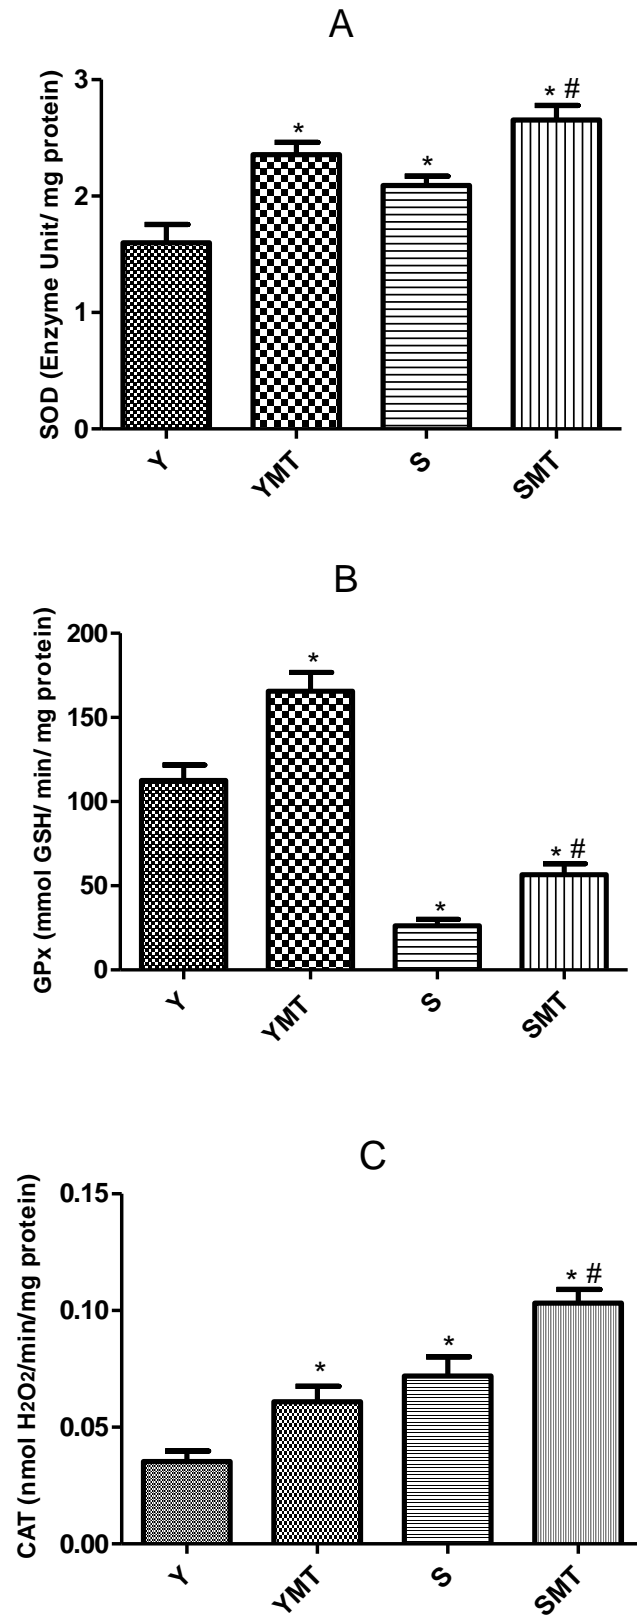 A
SOD (Enzyme Unit/ mg protein)
3
2
1
0
*
*
* #
Y
YMT
S
SMT
B
GPx (mmol GSH/ min/ mg protein)
200
150
100
50
0
*
*
* #
Y
YMT
S
SMT
C
CAT (nmol H2O2/min/mg protein)
0.15
0.10
0.05
0.00
*
*
* #
Y
YMT
S
SMT